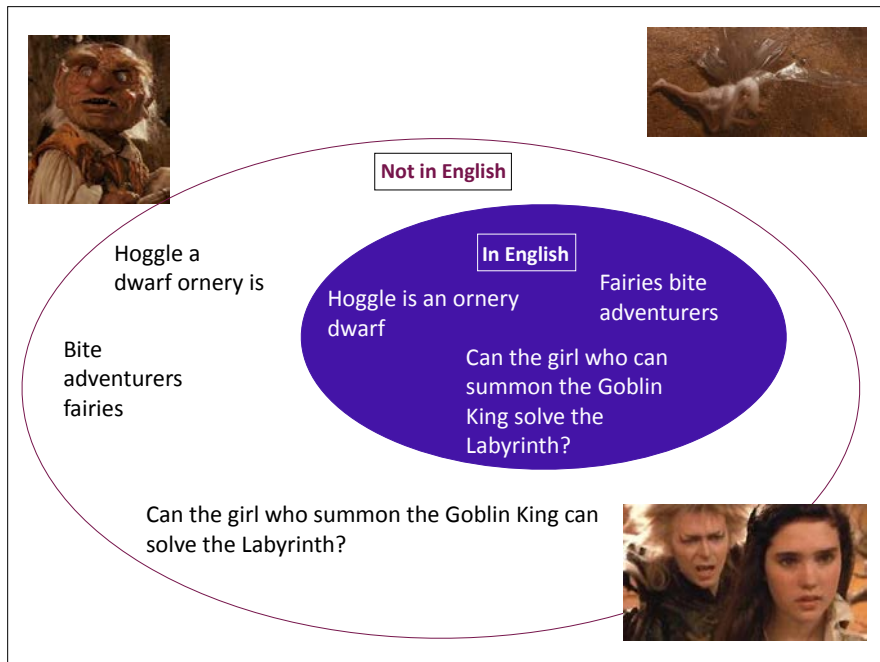 Not in English
In English
Hoggle a
dwarf ornery is
Hoggle is an ornery
dwarf
Fairies bite
adventurers
Bite
adventurers
fairies
Can the girl who can
summon the Goblin
King solve the
Labyrinth?
Can the girl who summon the Goblin King can
solve the Labyrinth?